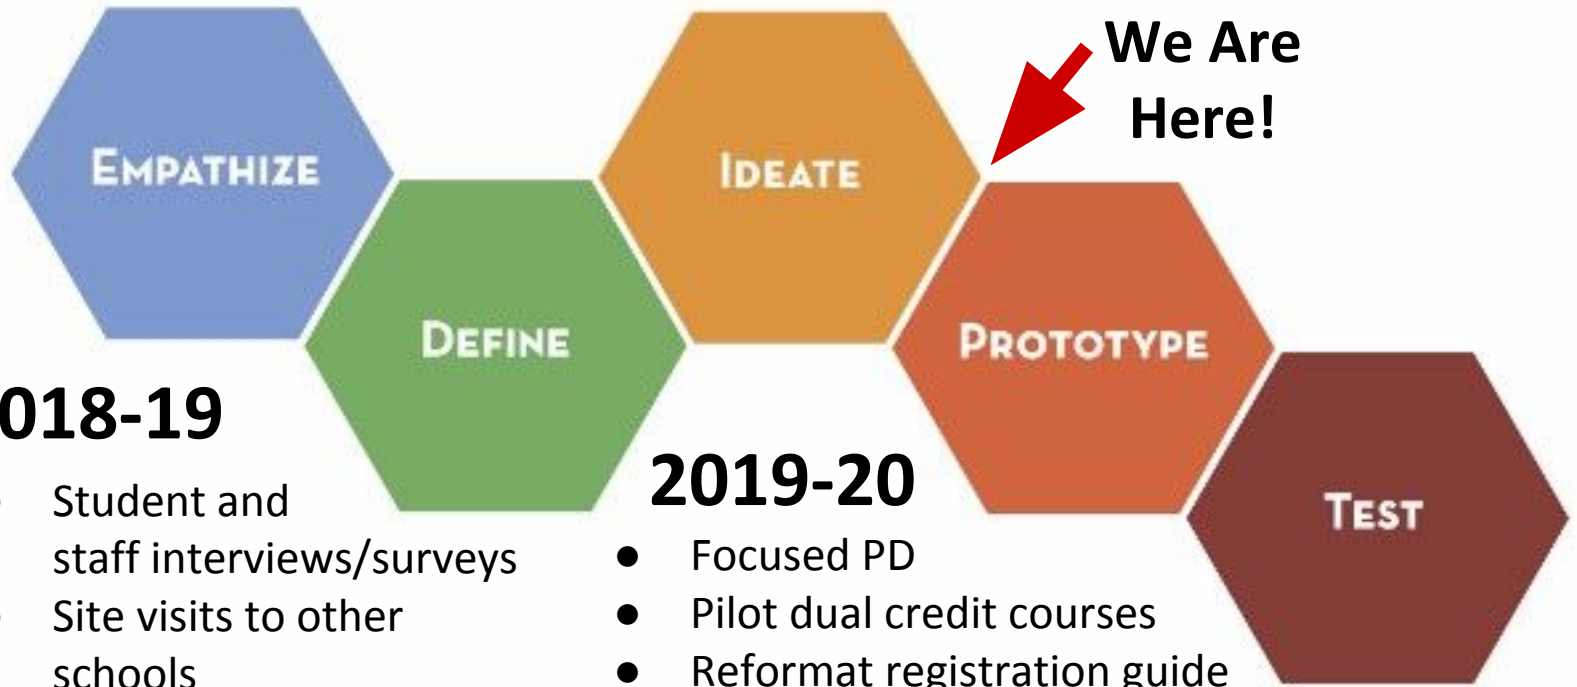 We Are
Here!
EMPATHIZE
IDEATE
DEFINE
PROTOTYPE
TEST
018-19
Student and
staff interviews/surveys
Site visits to other
schools
2019-20
● Focused PD
● Pilot dual credit courses
● Reformat registration guide